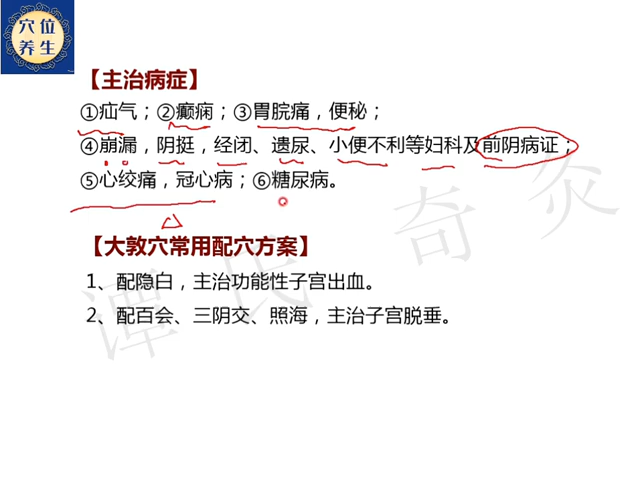 穴位
养生
【主治病症】
①疝气；②癫痫；③胃脘痛，便秘；
④崩漏，阴挺，经闭、遗尿、小便不利等妇科及前阴病证；
⑤心绞痛，冠心病；⑥糖尿病。
【大敦穴常用配穴方案】
1、配隐白，主治功能性子宫出血。
2、配百会、三阴交、照海，主治子宫脱垂。
谭氏奇灸